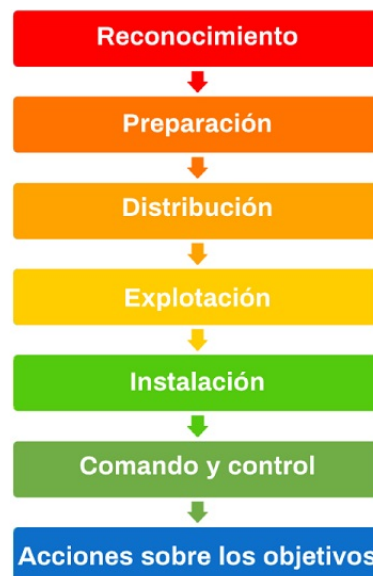 Reconocimiento
Preparación
Distribución
Explotación
Instalación
Comando y control
Acciones sobre los objetivos